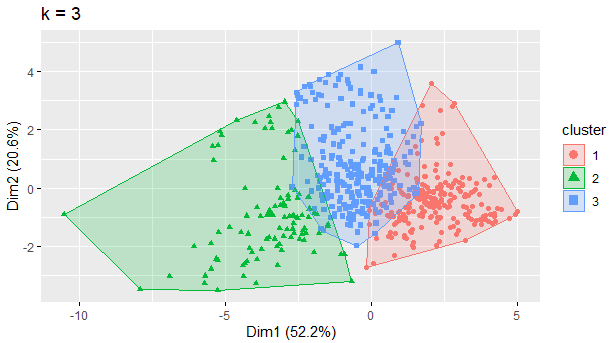 k = 3
4
2
0
-2
Dim2 (20.6%)
-10
-5
0
5
Dim1 (52.2%)
cluster
1
2
3